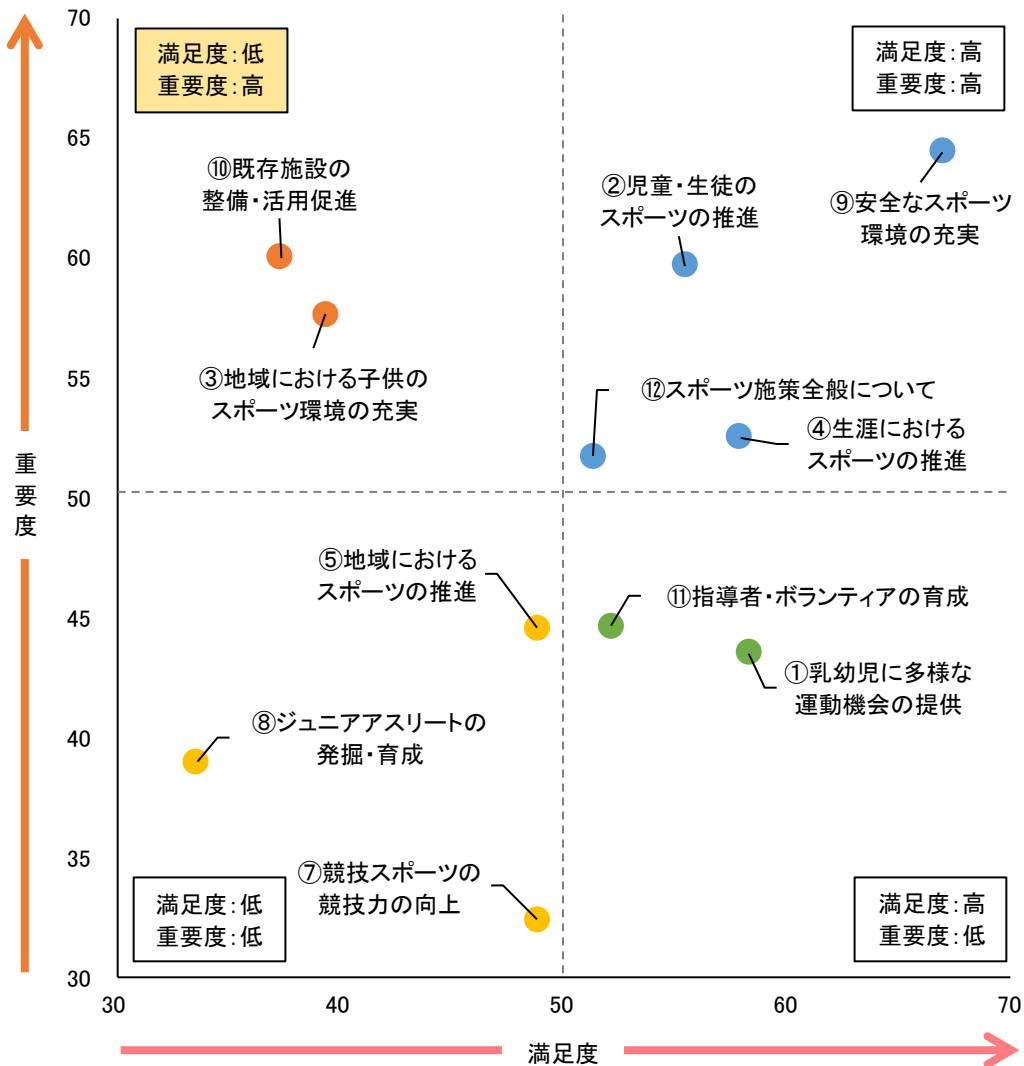 70
満足度：低
重要度：高
満足度：高
重要度：高
65
⑩既存施設の
整備・活用促進
②児童・生徒の
スポーツの推進
⑨安全なスポーツ
環境の充実
60
③地域における子供の
スポーツ環境の充実
55
⑫スポーツ施策全般について
④生涯における
スポーツの推進
重要度
50
⑤地域における
スポーツの推進
45
⑪指導者・ボランティアの育成
①乳幼児に多様な
運動機会の提供
⑧ジュニアアスリートの
発掘・育成
40
35
⑦競技スポーツの
競技力の向上
満足度：低
重要度：低
満足度：高
重要度：低
30
30
40
50
60
70
満足度